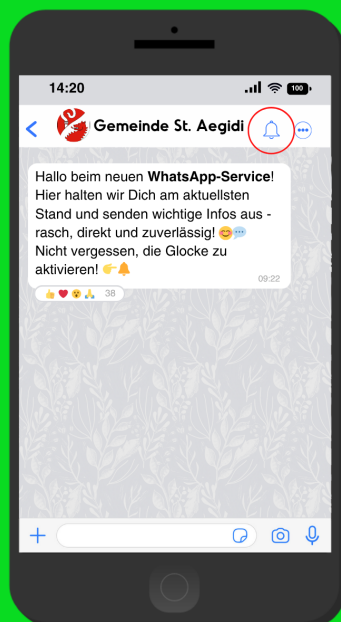 14:20
100
Gemeinde St. Aegidi
Hallo beim neuen WhatsApp-Service!
Hier halten wir Dich am aktuellsten
Stand und senden wichtige Infos aus -
rasch, direkt und zuverlässig! 😊💬
Nicht vergessen, die Glocke zu
aktivieren! 👉🔔
09:22
👍❤️😯🙏 38